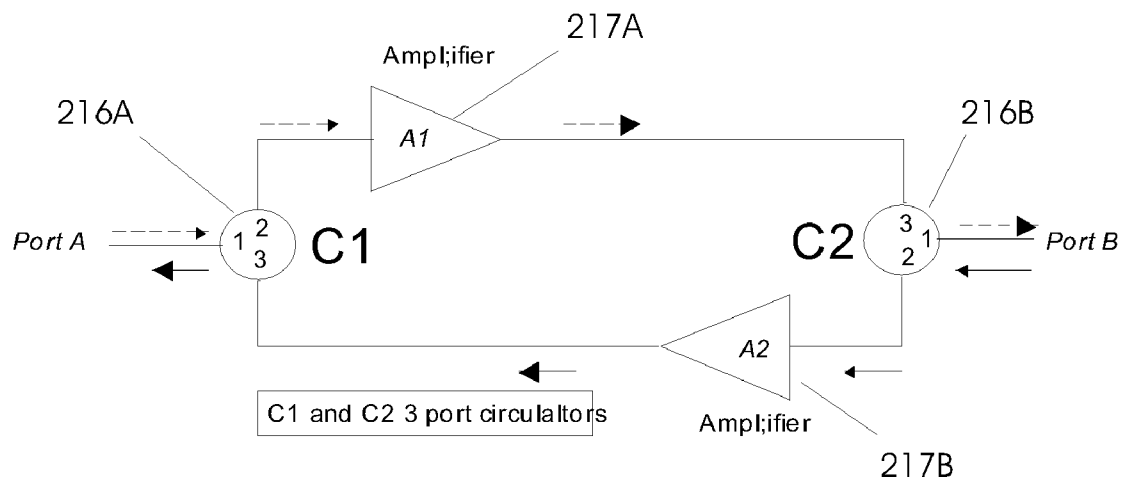 217A
Ampl;ifier
216A
216B
A1
Port A
1
2
3
C1
C2
3
1
2
Port B
A2
C1 and C2 3 port circulaltors
Ampl;ifier
217B